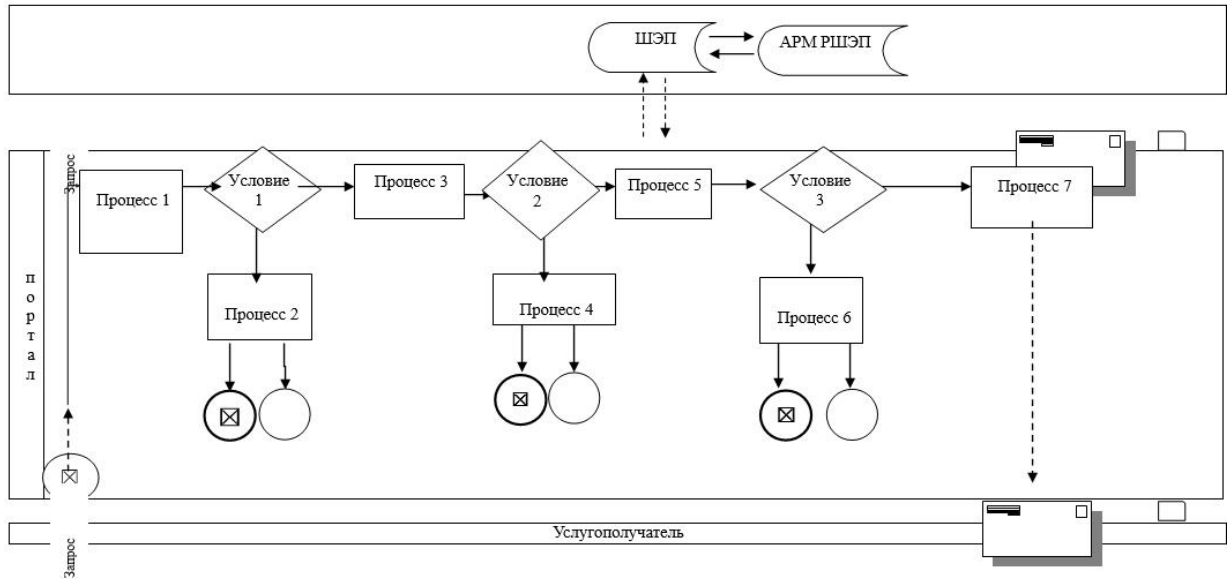 ШЭП
АРМ РШЭП
Запрос
Процесс 1
Условие
1
Процесс 3
Условие
2
Процесс 5
Условие
3
Процесс 7
портал
Процесс 2
Процесс 4
Процесс 6
Услугополучатель
Запрос